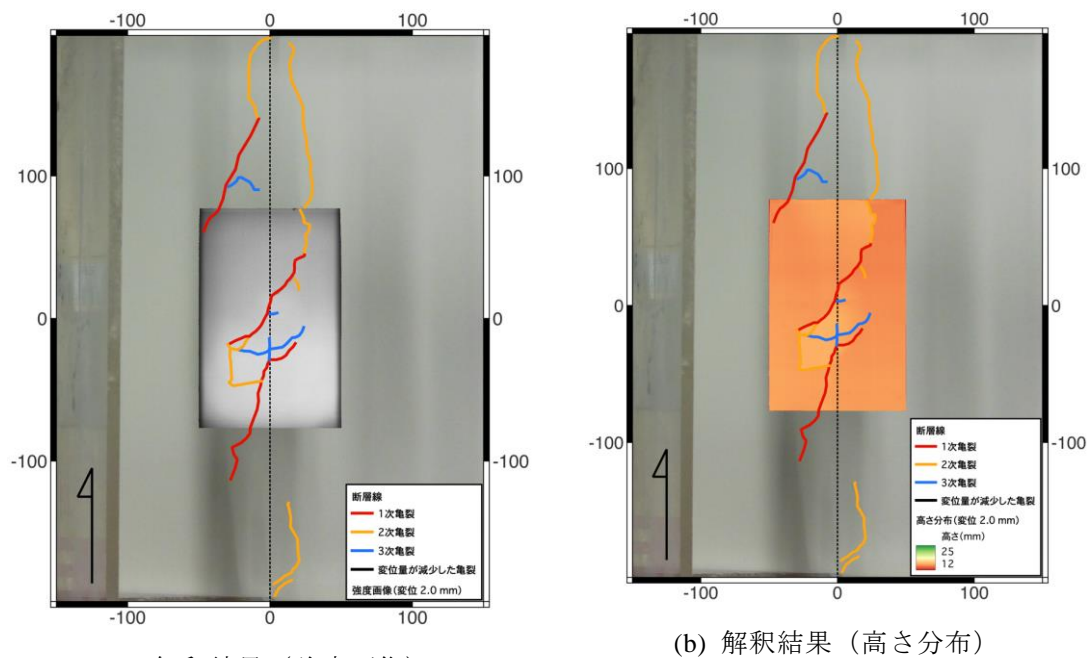 -100 0 100
100 100
0 0
-100 -100
断層線
1次亀裂
2次亀裂
3次亀裂
変位量が減少した亀裂
強度画像(変位 2.0 mm)
-100 0 100
-100 0 100
100 100
0 0
-100 -100
断層線
1次亀裂
2次亀裂
3次亀裂
変位量が減少した亀裂
高さ分布(変位 2.0 mm)
高さ(mm)
25
12
-100 0 100
(b) 解釈結果（高さ分布）